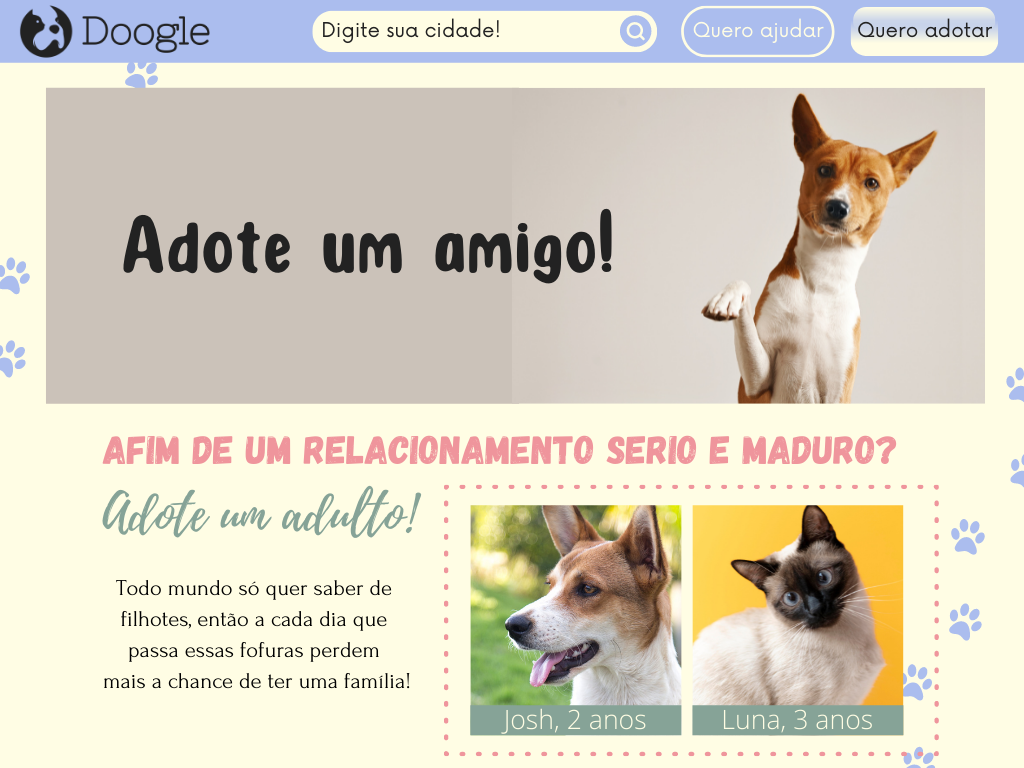 Doogle
Digite sua cidade!
Quero ajudar
Quero adotar
Adote um amigo!
AFIM DE UM RELACIONAMENTO SERIO E MADURO?
Adote um adulto!
Todo mundo só quer saber de
filhotes, então a cada dia que
passa essas fofuras perdem
mais a chance de ter uma família!
Josh, 2 anos
Luna, 3 anos